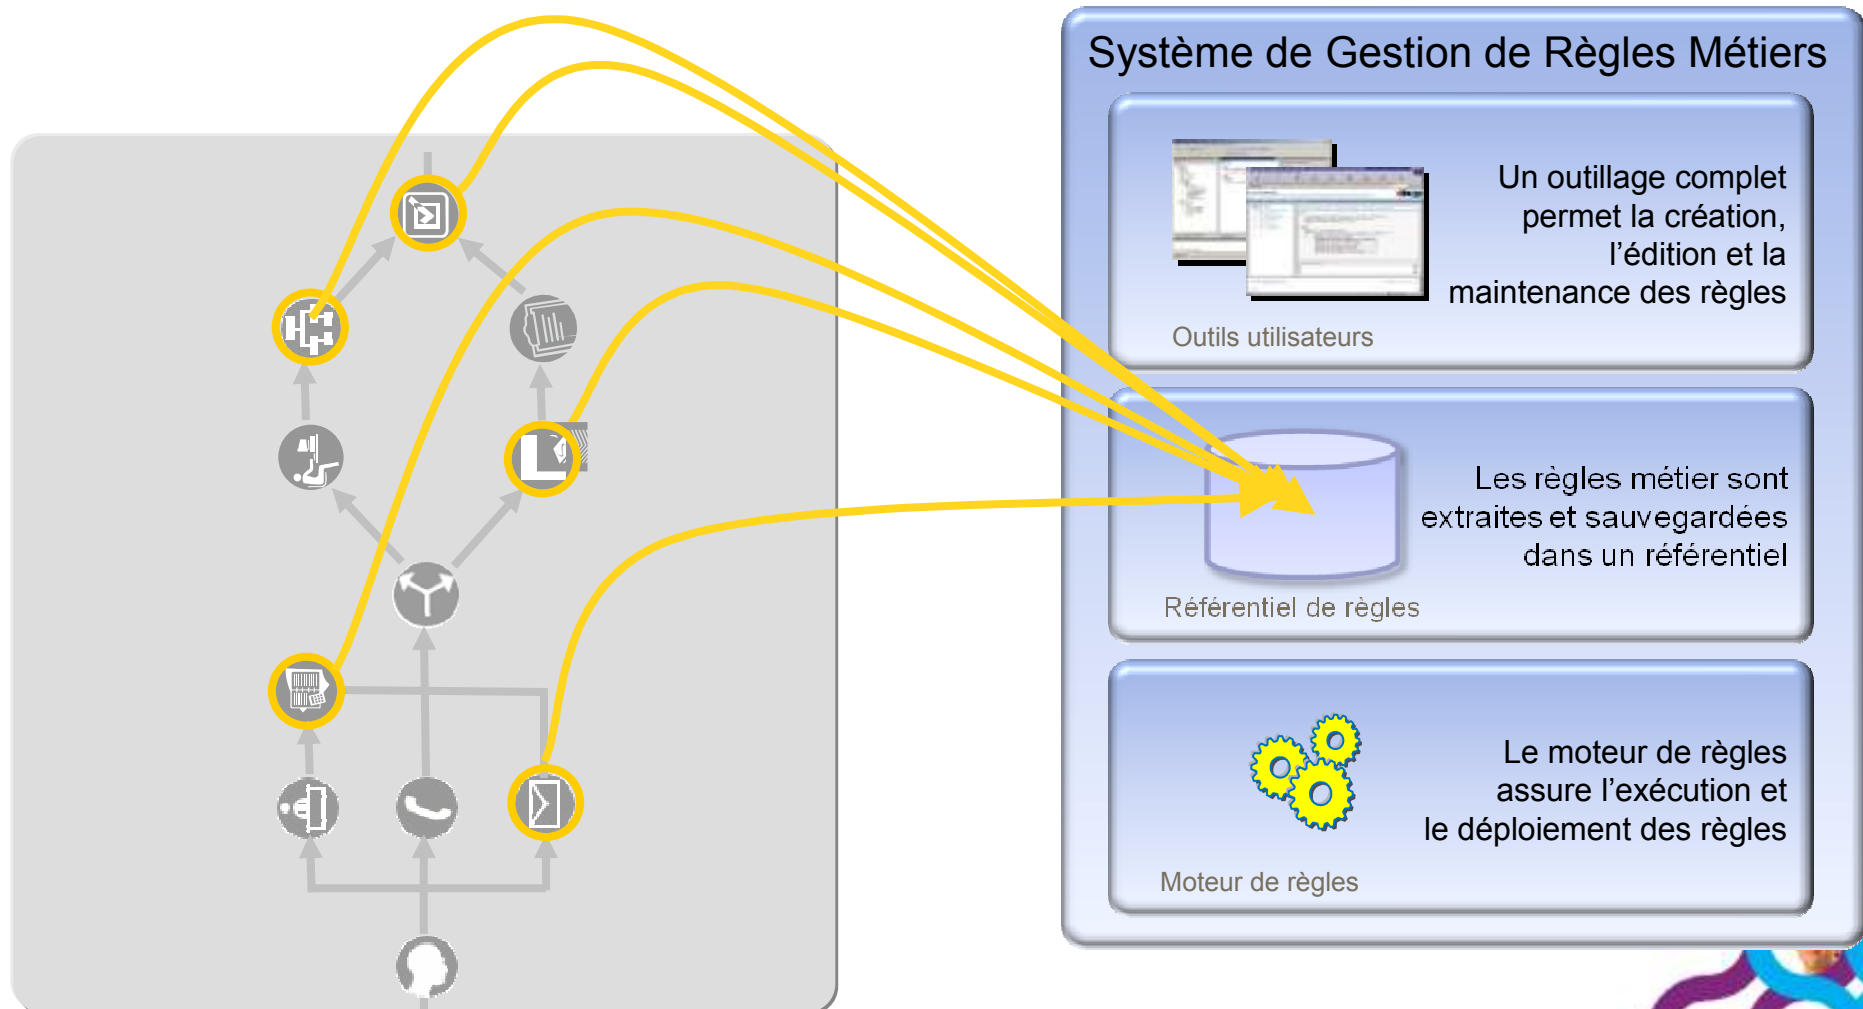 Système de Gestion de Règles Métiers
Un outillage complet
permet la création,
l’édition et la
maintenance des règles
Outils utilisateurs
Les règles métier sont
extraites et sauvegardées
dans un référentiel
Référentiel de règles
Le moteur de règles
assure l’exécution et
le déploiement des règles
Moteur de règles